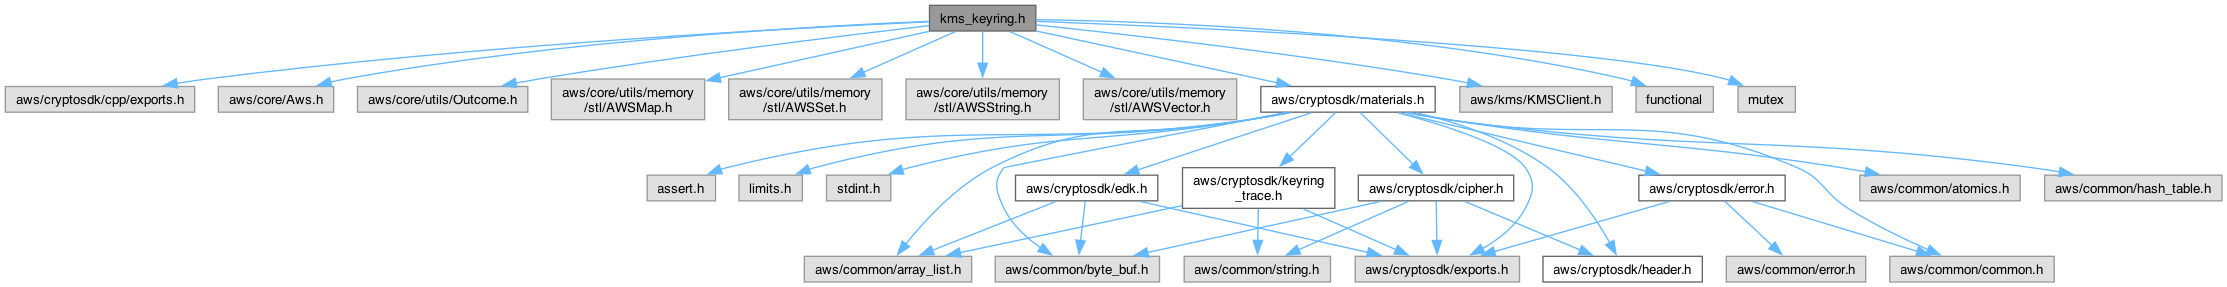 kms_keyring.h
aws/cryptosdk/cpp/exports.h
aws/core/Aws.h
aws/core/utils/Outcome.h
aws/core/utils/memory
/stl/AWSMap.h
aws/core/utils/memory
/stl/AWSSet.h
aws/core/utils/memory
/stl/AWSString.h
aws/core/utils/memory
/stl/AWSVector.h
aws/cryptosdk/materials.h
aws/kms/KMSClient.h
functional
mutex
assert.h
limits.h
stdint.h
aws/cryptosdk/edk.h
aws/cryptosdk/keyring
_trace.h
aws/cryptosdk/cipher.h
aws/cryptosdk/error.h
aws/common/atomics.h
aws/common/hash_table.h
aws/common/array_list.h
aws/common/byte_buf.h
aws/common/string.h
aws/cryptosdk/exports.h
aws/cryptosdk/header.h
aws/common/error.h
aws/common/common.h